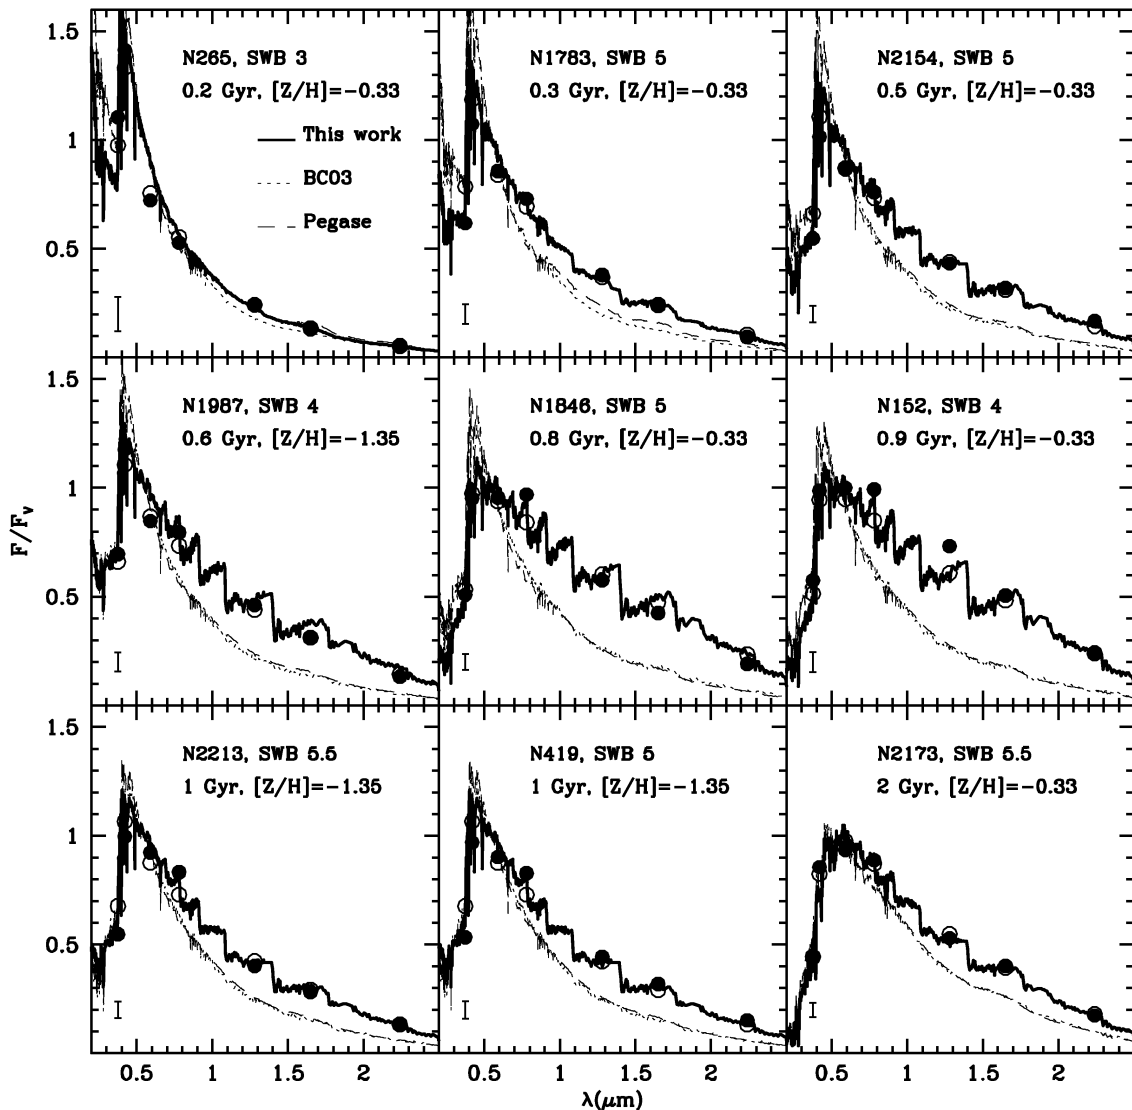 N265, SWB 3
0.2 Gyr, [Z/H]=−0.33
This work
BC03
Pegase
N1783, SWB 5
0.3 Gyr, [Z/H]=−0.33
N2154, SWB 5
0.5 Gyr, [Z/H]=−0.33
1.5
1
0.5
N1987, SWB 4
0.6 Gyr, [Z/H]=−1.35
N1846, SWB 5
0.8 Gyr, [Z/H]=−0.33
N152, SWB 4
0.9 Gyr, [Z/H]=−0.33
1.5
1
0.5
F/Fv
N2213, SWB 5.5
1 Gyr, [Z/H]=−1.35
N419, SWB 5
1 Gyr, [Z/H]=−1.35
N2173, SWB 5.5
2 Gyr, [Z/H]=−0.33
1.5
1
0.5
0.5 1 1.5 2
0.5 1 1.5 2
0.5 1 1.5 2
λ(μm)